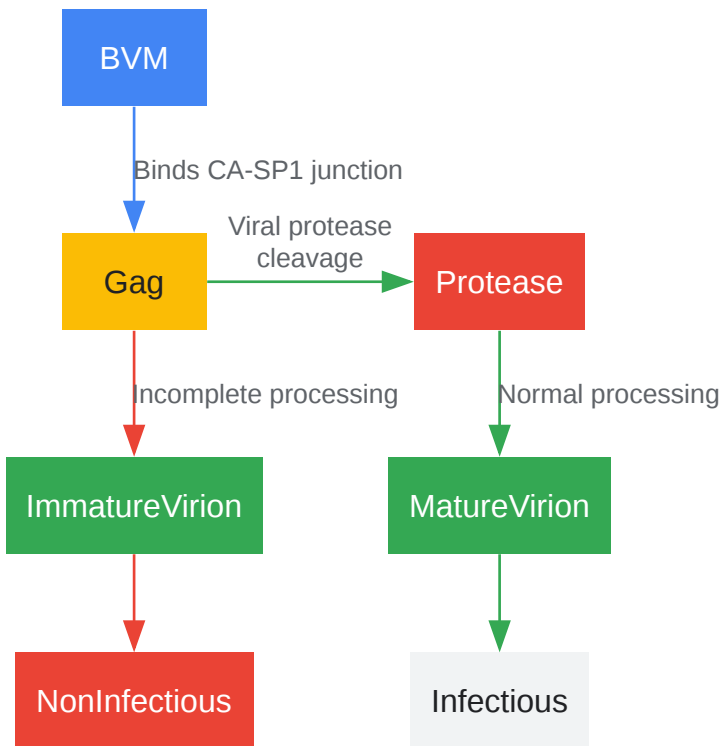 BVM
Binds CA-SP1 junction
Viral protease
cleavage
Gag
Protease
Incomplete processing
Normal processing
ImmatureVirion
MatureVirion
NonInfectious
Infectious